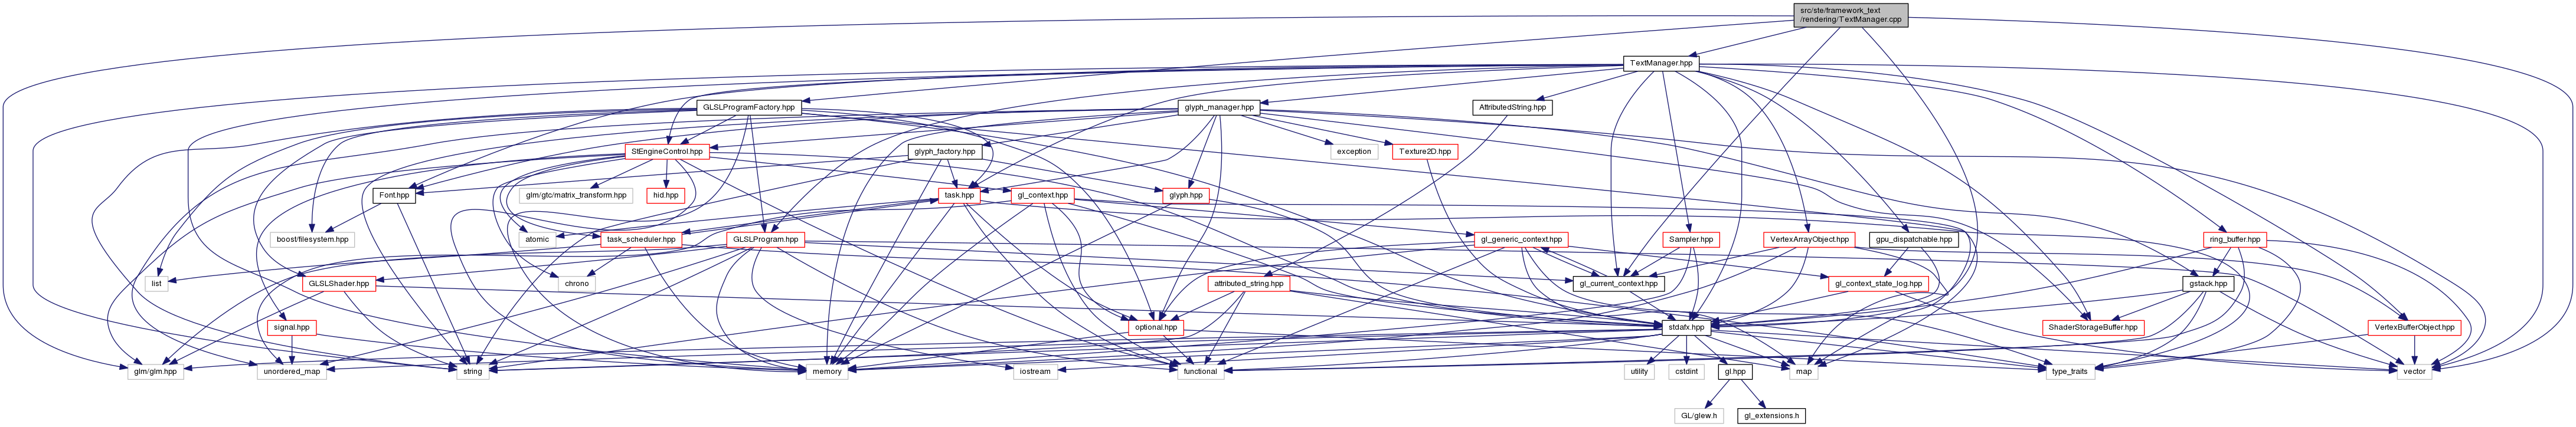 src/ste/framework_text
/rendering/TextManager.cpp
TextManager.hpp
GLSLProgramFactory.hpp
glyph_manager.hpp
AttributedString.hpp
StEngineControl.hpp
glyph_factory.hpp
exception
Texture2D.hpp
Font.hpp
glm/gtc/matrix_transform.hpp
hid.hpp
task.hpp
gl_context.hpp
glyph.hpp
boost/filesystem.hpp
atomic
task_scheduler.hpp
GLSLProgram.hpp
gl_generic_context.hpp
Sampler.hpp
VertexArrayObject.hpp
gpu_dispatchable.hpp
ring_buffer.hpp
list
GLSLShader.hpp
chrono
attributed_string.hpp
gl_current_context.hpp
gl_context_state_log.hpp
gstack.hpp
signal.hpp
optional.hpp
stdafx.hpp
ShaderStorageBuffer.hpp
VertexBufferObject.hpp
glm/glm.hpp
unordered_map
string
memory
iostream
functional
utility
cstdint
gl.hpp
map
type_traits
vector
GL/glew.h
gl_extensions.h